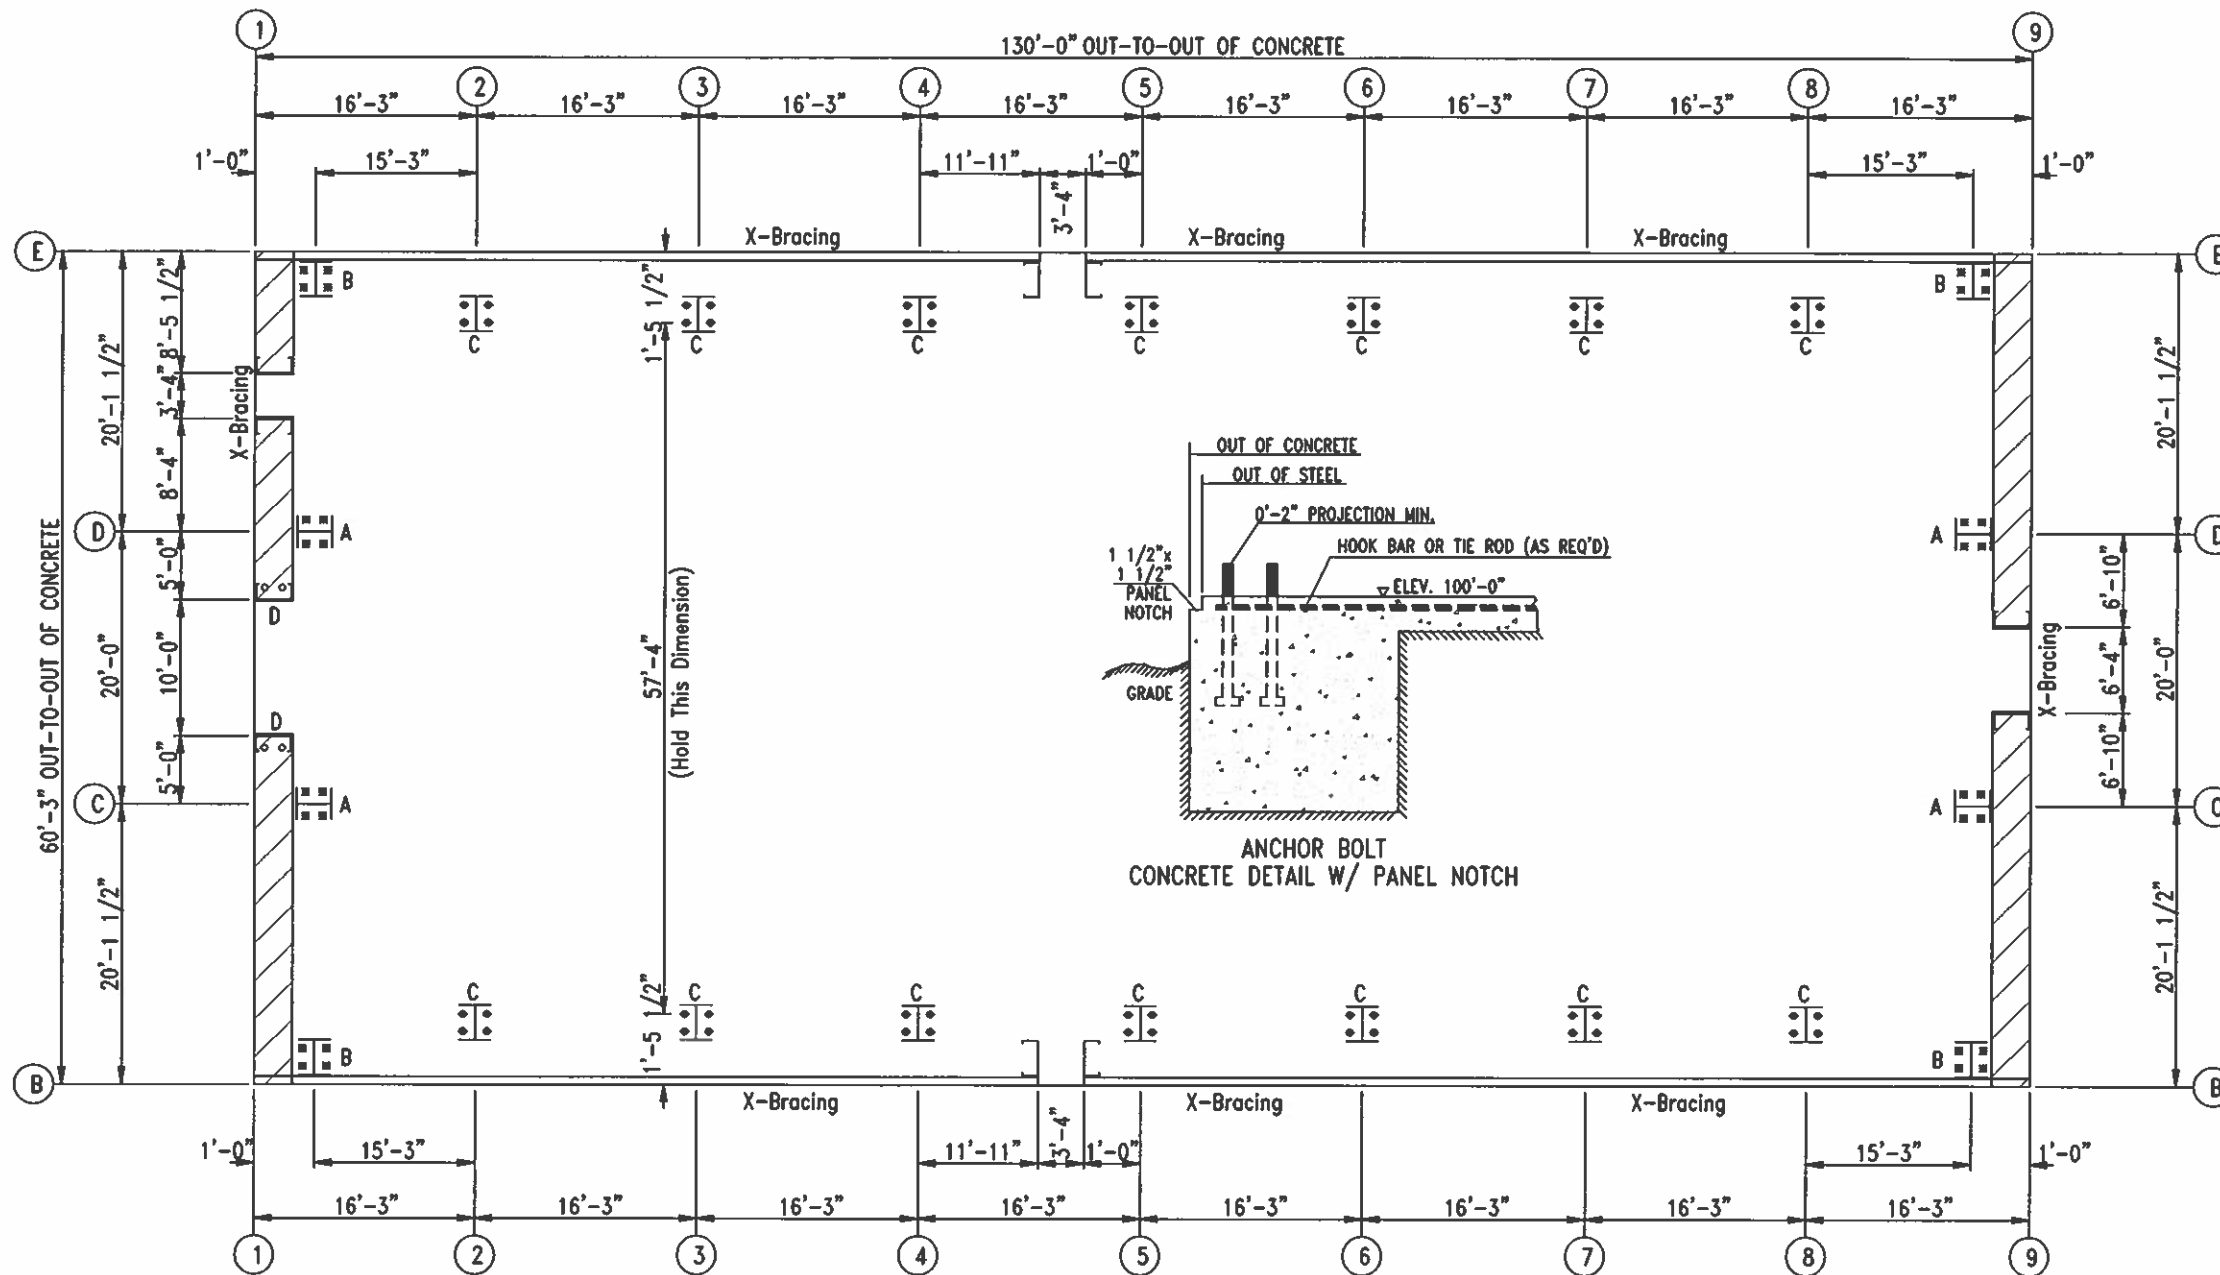 1
9
130'-0" OUT-TO-OUT OF CONCRETE
2
3
4
5
6
7
8
16'-3"
16'-3"
16'-3"
16'-3"
16'-3"
16'-3"
16'-3"
16'-3"
1'-0"
15'-3"
11'-11"
3'-4"
1'-0"
15'-3"
1'-0"
X-Bracing
X-Bracing
X-Bracing
E
E
B
B
C
C
C
C
C
C
C
60'-3" OUT-TO-OUT OF CONCRETE
20'-1 1/2"
8'-5 1/2"
3'-4"
8'-4"
X-Bracing
1'-5 1/2"
20'-1 1/2"
D
A
A
D
5'-0"
D
10'-0"
20'-0"
D
5'-0"
C
A
57'-4"
(Hold This Dimension)
OUT OF CONCRETE
OUT OF STEEL
0'-2" PROJECTION MIN.
HOOK BAR OR TIE ROD (AS REQ'D)
1 1/2"x
1 1/2"
PANEL
NOTCH
ELEV. 100'-0"
GRADE
ANCHOR BOLT
CONCRETE DETAIL W/ PANEL NOTCH
6'-10"
6'-4"
6'-10"
20'-0"
X-Bracing
A
C
20'-1 1/2"
1'-5 1/2"
20'-1 1/2"
C
C
C
C
C
C
C
B
B
B
B
X-Bracing
X-Bracing
X-Bracing
1'-0"
15'-3"
11'-11"
3'-4"
1'-0"
15'-3"
1'-0"
16'-3"
16'-3"
16'-3"
16'-3"
16'-3"
16'-3"
16'-3"
16'-3"
1
2
3
4
5
6
7
8
9